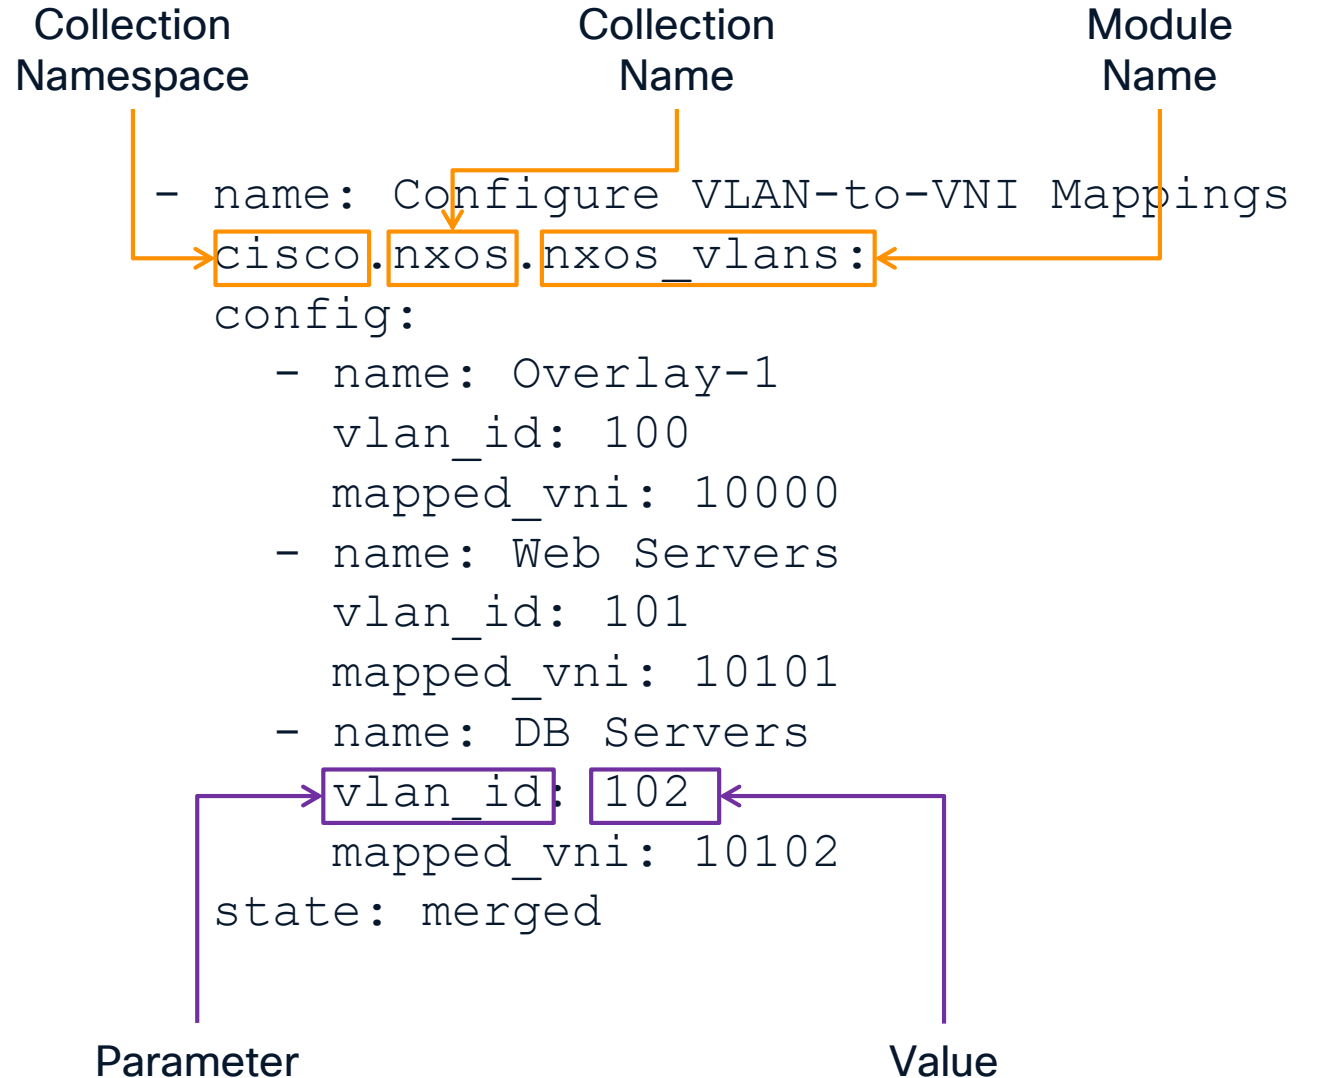 Collection Namespace
Collection Name
Module Name
- name: Configure VLAN-to-VNI Mappings
cisco.nxos.nxos_vlans:
config:
- name: Overlay-1
vlan_id: 100
mapped_vni: 10000
- name: Web Servers
vlan_id: 101
mapped_vni: 10101
- name: DB Servers
vlan_id: 102
mapped_vni: 10102
state: merged
Parameter
Value